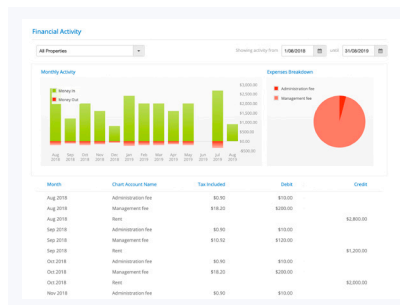 Financial Activity
All Properties
Showing activity from 1/08/2019 until 31/08/2019
Monthly Activity
Expenses Breakdown
Money In
Money Out
Administration fee
Management fee
$3,000.00
$2,500.00
$2,000.00
$1,500.00
$1,000.00
$500.00
$0.00
-$500.00
Aug Sep Oct Nov Dec Jan Feb Mar Apr May Jun Jul Aug
2018 2018 2018 2018 2018 2019 2019 2019 2019 2019 2019 2019 2019
Month Chart Account Name Tax Included Debit Credit
Aug 2018 Administration fee $0.90 $10.00
Aug 2018 Management fee $18.20 $200.00
Aug 2018 Rent $2,800.00
Sep 2018 Administration fee $0.90 $10.00
Sep 2018 Management fee $10.92 $120.00
Sep 2018 Rent $1,200.00
Oct 2018 Administration fee $0.90 $10.00
Oct 2018 Management fee $18.20 $200.00
Oct 2018 Rent $2,000.00
Nov 2018 Administration fee $0.90 $10.00